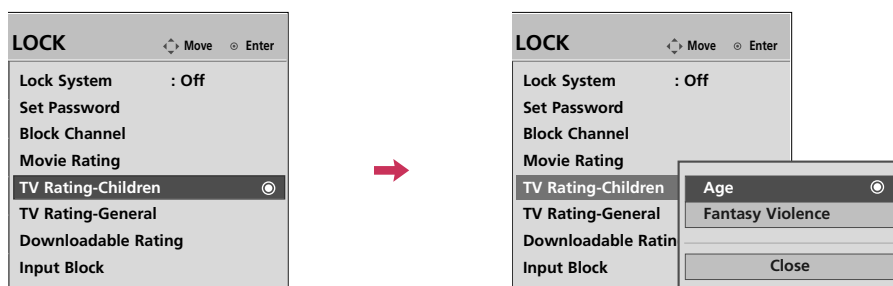 LOCK Move Enter
Lock System : Off
Set Password
Block Channel
Movie Rating
TV Rating-Children
TV Rating-General
Downloadable Rating
Input Block
LOCK Move Enter
Lock System : Off
Set Password
Block Channel
Movie Rating
TV Rating-Children
TV Rating-General
Downloadable Ratin
Input Block
Age
Fantasy Violence
Close